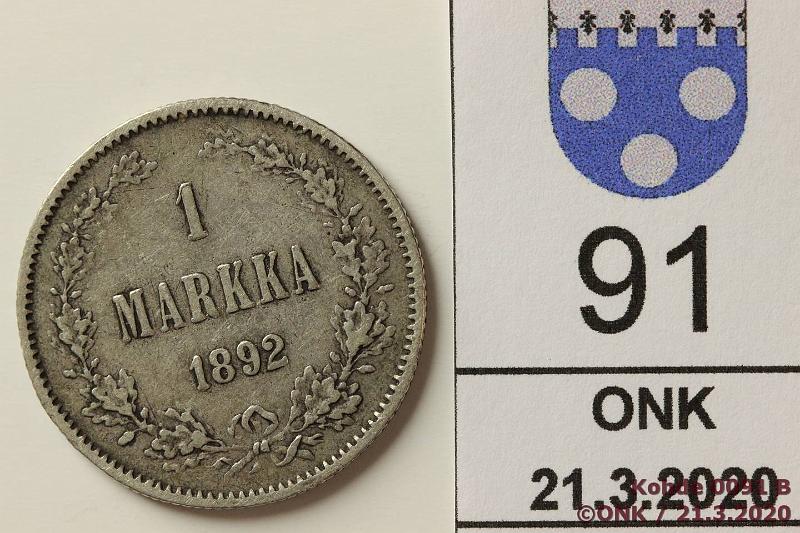 1
MARKKA
1892
91
ONK
21.3.2020
Kohde 0091 B
©ONK / 21.3.2020